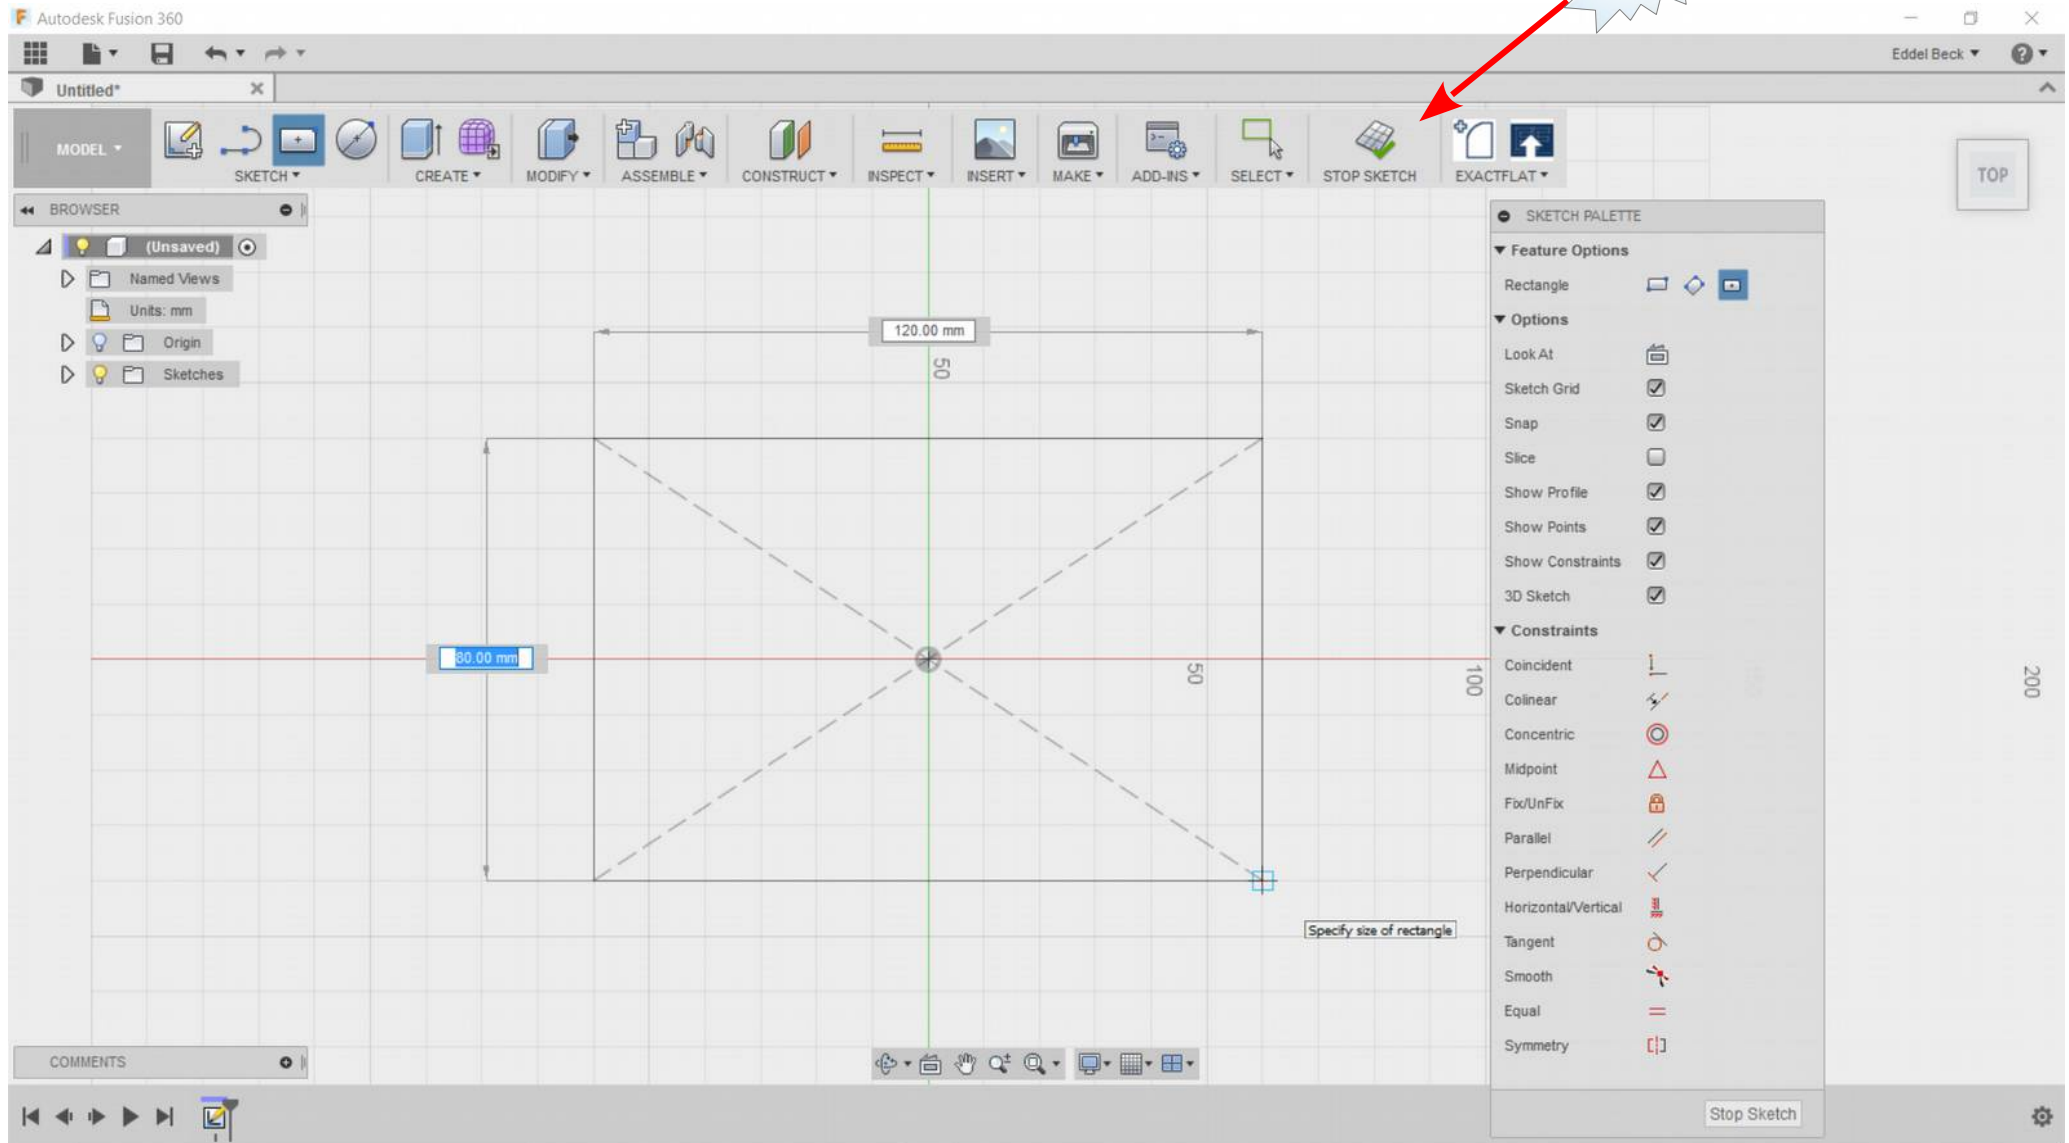 Autodesk Fusion 360
Eddel Beck
Untitled*
MODEL
SKETCH
CREATE
MODIFY
ASSEMBLE
CONSTRUCT
INSPECT
INSERT
MAKE
ADD-INS
SELECT
STOP SKETCH
EXACTFLAT
TOP
BROWSER
(Unsaved)
Named Views
Units: mm
Origin
Sketches
120.00 mm
50
80.00 mm
50
100
200
Specify size of rectangle
SKETCH PALETTE
Feature Options
Rectangle
Options
Look At
Sketch Grid
Snap
Slice
Show Profile
Show Points
Show Constraints
3D Sketch
Constraints
Coincident
Colinear
Concentric
Midpoint
Fix/UnFix
Parallel
Perpendicular
Horizontal/Vertical
Tangent
Smooth
Equal
Symmetry
Stop Sketch
COMMENTS